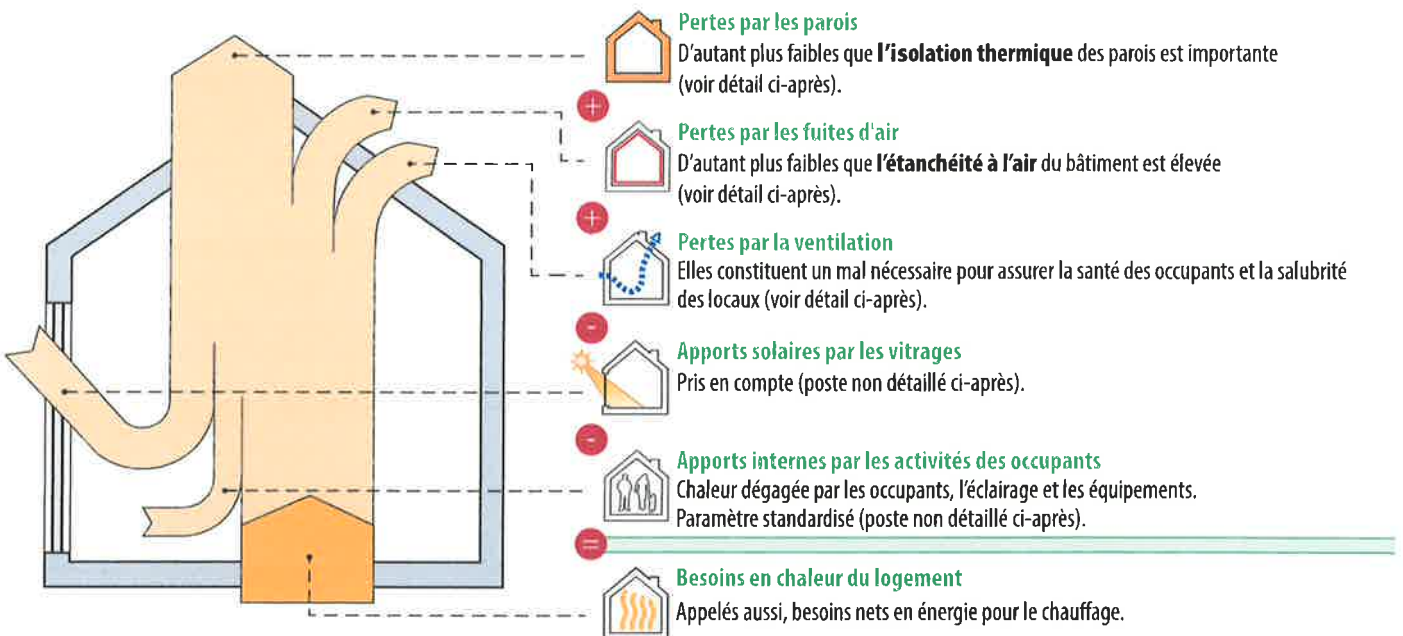 Pertes par les parois
D'autant plus faibles que l'isolation thermique des parois est importante
(voir détail ci-après).
+
Pertes par les fuites d'air
D'autant plus faibles que l'étanchéité à l'air du bâtiment est élevée
(voir détail ci-après).
+
Pertes par la ventilation
Elles constituent un mal nécessaire pour assurer la santé des occupants et la salubrité
des locaux (voir détail ci-après).
-
Apports solaires par les vitrages
Pris en compte (poste non détaillé ci-après).
-
Apports internes par les activités des occupants
Chaleur dégagée par les occupants, l'éclairage et les équipements.
Paramètre standardisé (poste non détaillé ci-après).
=
Besoins en chaleur du logement
Appelés aussi, besoins nets en énergie pour le chauffage.